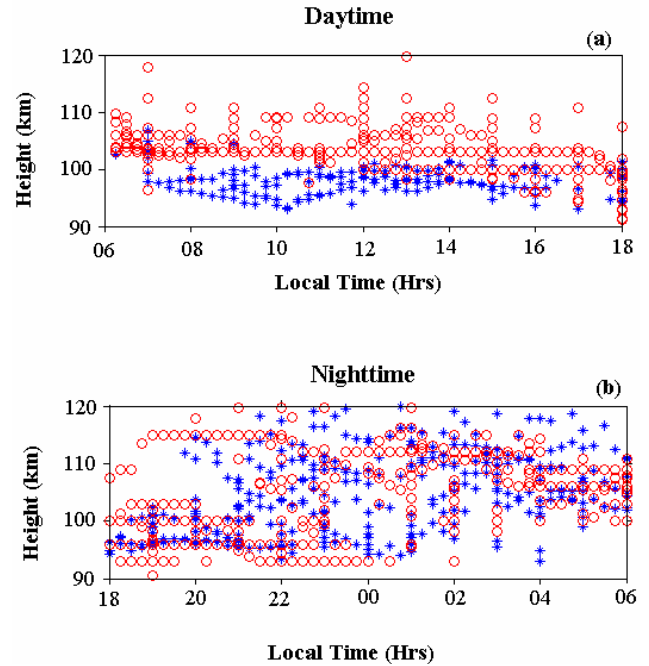 Daytime
(a)
120
110
100
90
Height (km)
06 08 10 12 14 16 18
Local Time (Hrs)
Nighttime
(b)
120
110
100
90
Height (km)
18 20 22 00 02 04 06
Local Time (Hrs)